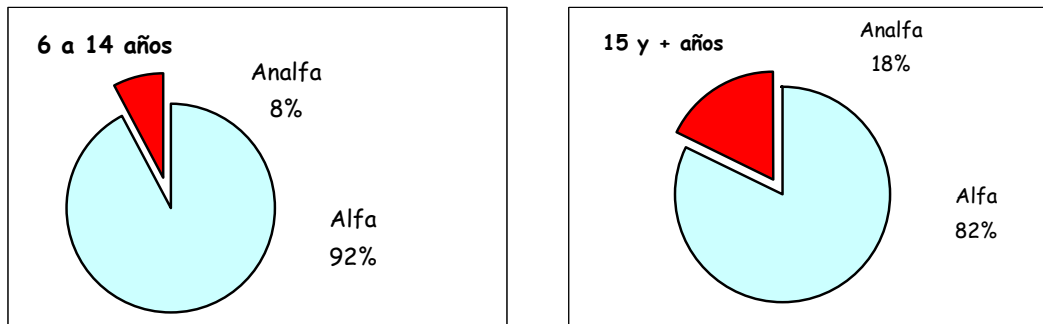 6 a 14 años
Analfa
8%
Alfa
92%
15 y + años
Analfa
18%
Alfa
82%